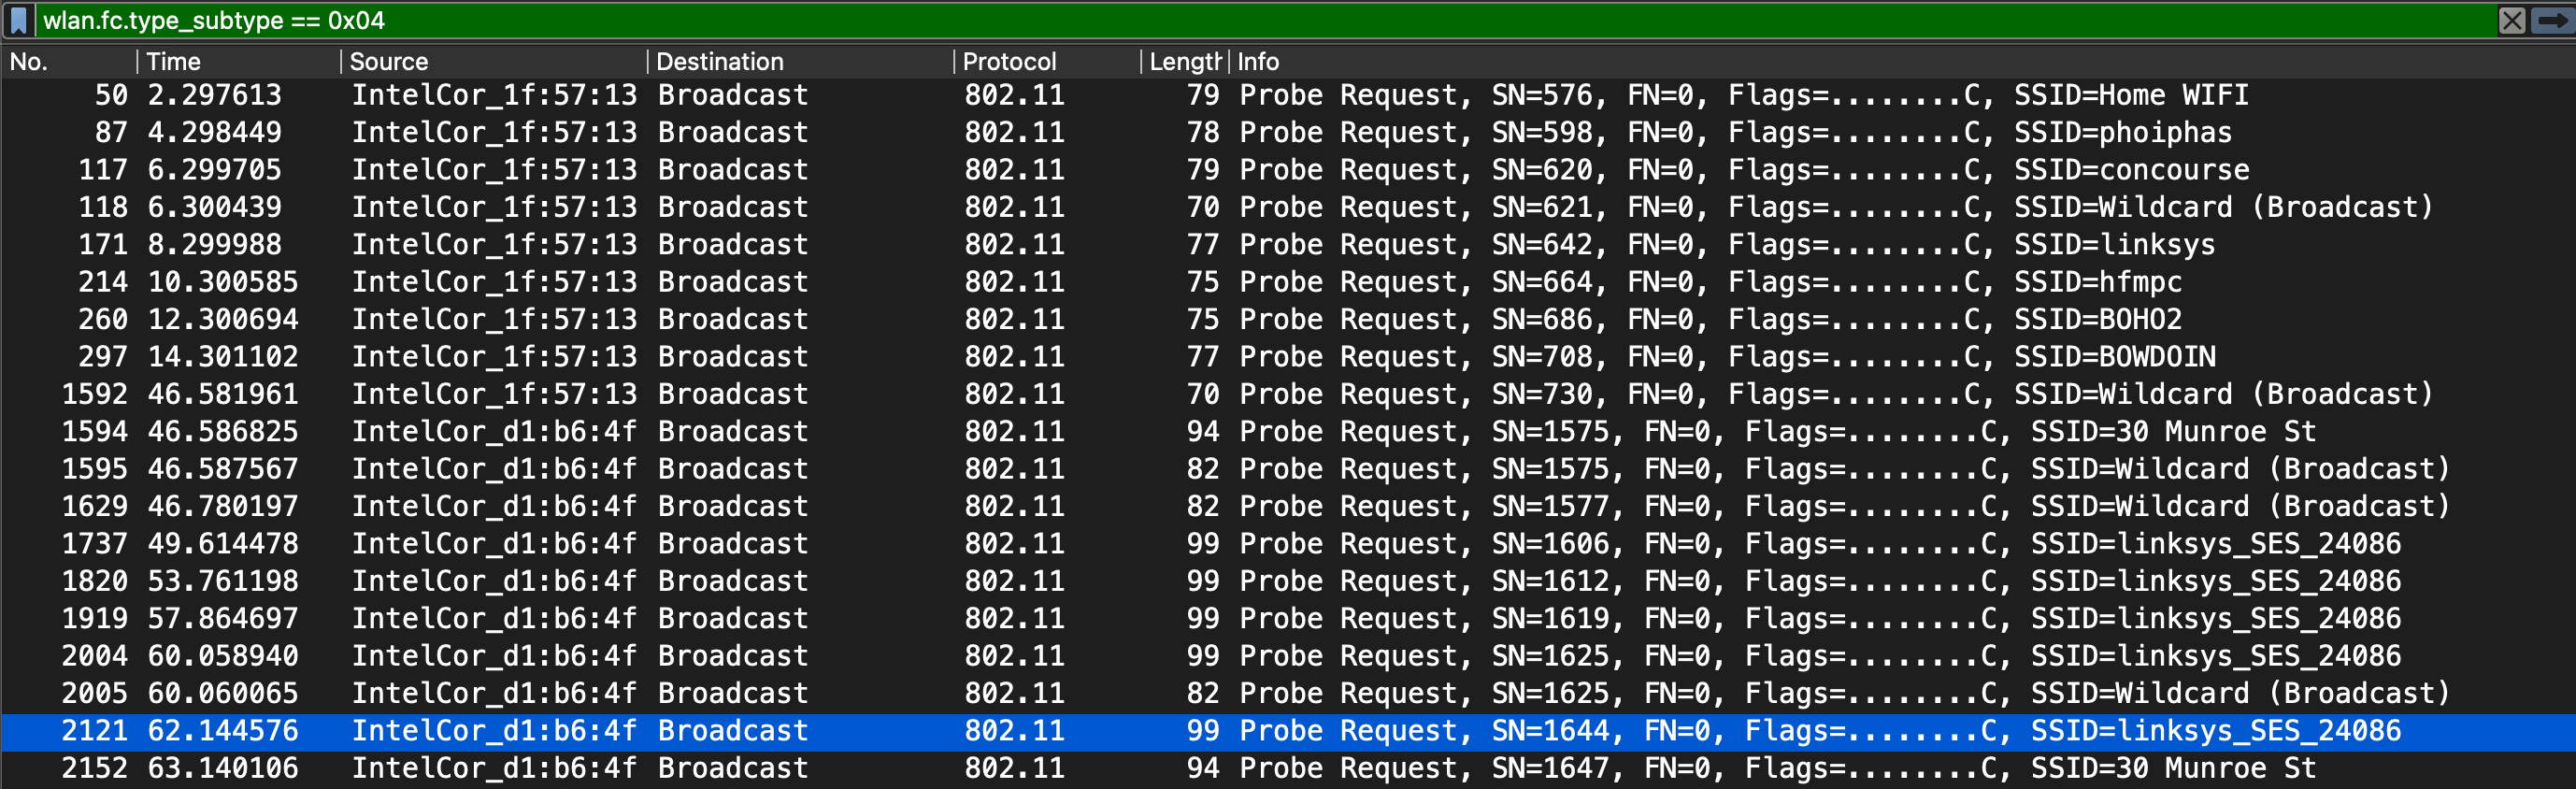 wlan.fc.type_subtype == 0x04
No. Time Source Destination Protocol Length Info
50 2.297613 IntelCor_1f:57:13 Broadcast 802.11 79 Probe Request, SN=576, FN=0, Flags=........C, SSID=Home WIFI
87 4.298449 IntelCor_1f:57:13 Broadcast 802.11 78 Probe Request, SN=598, FN=0, Flags=........C, SSID=phoiphas
117 6.299705 IntelCor_1f:57:13 Broadcast 802.11 79 Probe Request, SN=620, FN=0, Flags=........C, SSID=concourse
118 6.300439 IntelCor_1f:57:13 Broadcast 802.11 70 Probe Request, SN=621, FN=0, Flags=........C, SSID=Wildcard (Broadcast)
171 8.299988 IntelCor_1f:57:13 Broadcast 802.11 77 Probe Request, SN=642, FN=0, Flags=........C, SSID=linksys
214 10.300585 IntelCor_1f:57:13 Broadcast 802.11 75 Probe Request, SN=664, FN=0, Flags=........C, SSID=hfmpc
260 12.300694 IntelCor_1f:57:13 Broadcast 802.11 75 Probe Request, SN=686, FN=0, Flags=........C, SSID=BOHO2
297 14.301102 IntelCor_1f:57:13 Broadcast 802.11 77 Probe Request, SN=708, FN=0, Flags=........C, SSID=BOWDOIN
1592 46.581961 IntelCor_1f:57:13 Broadcast 802.11 70 Probe Request, SN=730, FN=0, Flags=........C, SSID=Wildcard (Broadcast)
1594 46.586825 IntelCor_d1:b6:4f Broadcast 802.11 94 Probe Request, SN=1575, FN=0, Flags=........C, SSID=30 Munroe St
1595 46.587567 IntelCor_d1:b6:4f Broadcast 802.11 82 Probe Request, SN=1575, FN=0, Flags=........C, SSID=Wildcard (Broadcast)
1629 46.780197 IntelCor_d1:b6:4f Broadcast 802.11 82 Probe Request, SN=1577, FN=0, Flags=........C, SSID=Wildcard (Broadcast)
1737 49.614478 IntelCor_d1:b6:4f Broadcast 802.11 99 Probe Request, SN=1606, FN=0, Flags=........C, SSID=linksys_SES_24086
1820 53.761198 IntelCor_d1:b6:4f Broadcast 802.11 99 Probe Request, SN=1612, FN=0, Flags=........C, SSID=linksys_SES_24086
1919 57.864697 IntelCor_d1:b6:4f Broadcast 802.11 99 Probe Request, SN=1619, FN=0, Flags=........C, SSID=linksys_SES_24086
2004 60.058940 IntelCor_d1:b6:4f Broadcast 802.11 99 Probe Request, SN=1625, FN=0, Flags=........C, SSID=linksys_SES_24086
2005 60.060065 IntelCor_d1:b6:4f Broadcast 802.11 82 Probe Request, SN=1625, FN=0, Flags=........C, SSID=Wildcard (Broadcast)
2121 62.144576 IntelCor_d1:b6:4f Broadcast 802.11 99 Probe Request, SN=1644, FN=0, Flags=........C, SSID=linksys_SES_24086
2152 63.140106 IntelCor_d1:b6:4f Broadcast 802.11 94 Probe Request, SN=1647, FN=0, Flags=........C, SSID=30 Munroe St